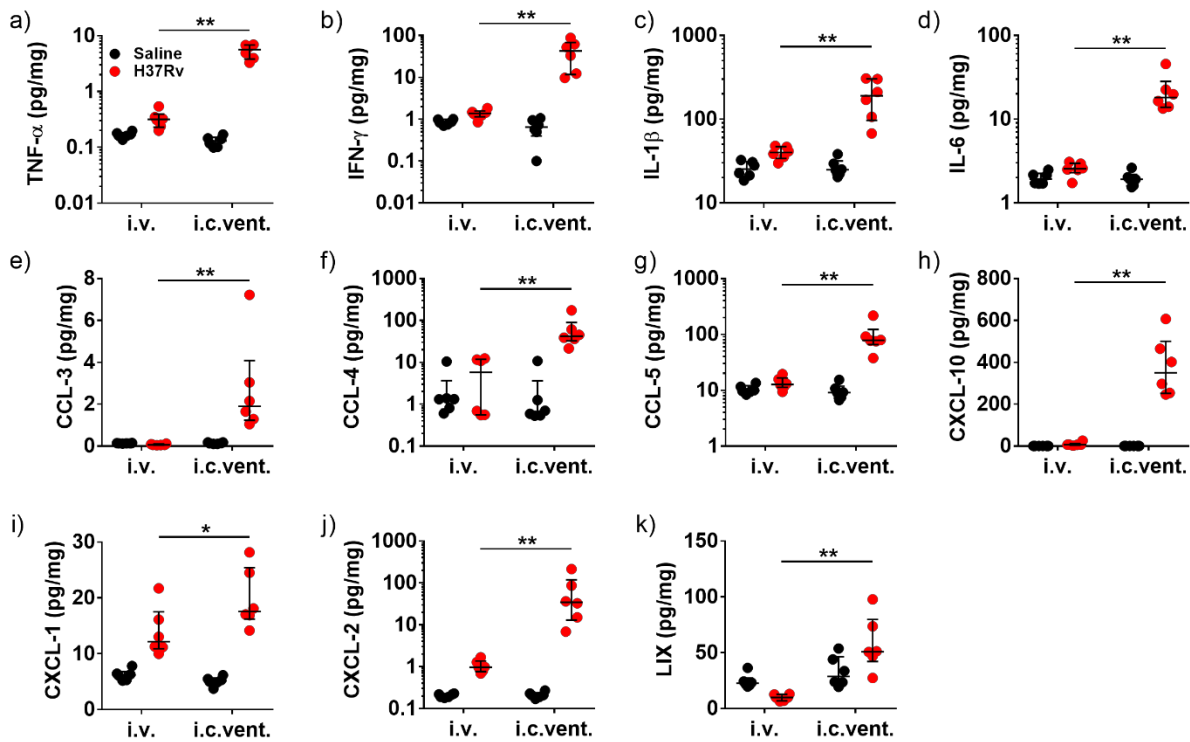 a)
TNF-α (pg/mg)
10
1
0.1
0.01
Saline
H37Rv
**
i.v.
i.c.vent.
b)
IFN-γ (pg/mg)
100
10
1
0.1
0.01
**
i.v.
i.c.vent.
c)
IL-1β (pg/mg)
1000
100
10
**
i.v.
i.c.vent.
d)
IL-6 (pg/mg)
100
10
1
**
i.v.
i.c.vent.
e)
CCL-3 (pg/mg)
8
6
4
2
0
**
i.v.
i.c.vent.
f)
CCL-4 (pg/mg)
1000
100
10
1
0.1
**
i.v.
i.c.vent.
g)
CCL-5 (pg/mg)
1000
100
10
1
**
i.v.
i.c.vent.
h)
CXCL-10 (pg/mg)
800
600
400
200
0
**
i.v.
i.c.vent.
i)
CXCL-1 (pg/mg)
30
20
10
0
*
i.v.
i.c.vent.
j)
CXCL-2 (pg/mg)
1000
100
10
1
0.1
**
i.v.
i.c.vent.
k)
LIX (pg/mg)
150
100
50
0
**
i.v.
i.c.vent.